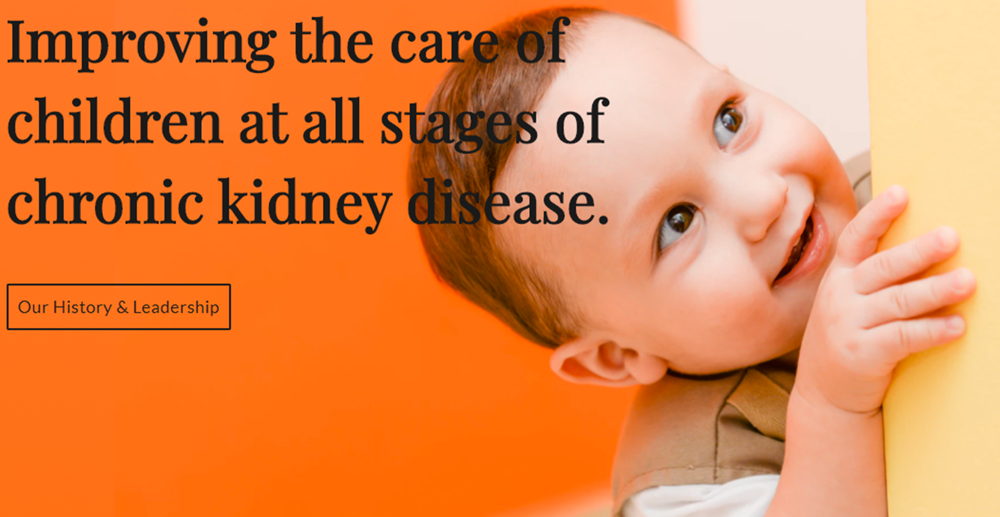 Improving the care of
children at all stages of
chronic kidney disease.
Our History & Leadership